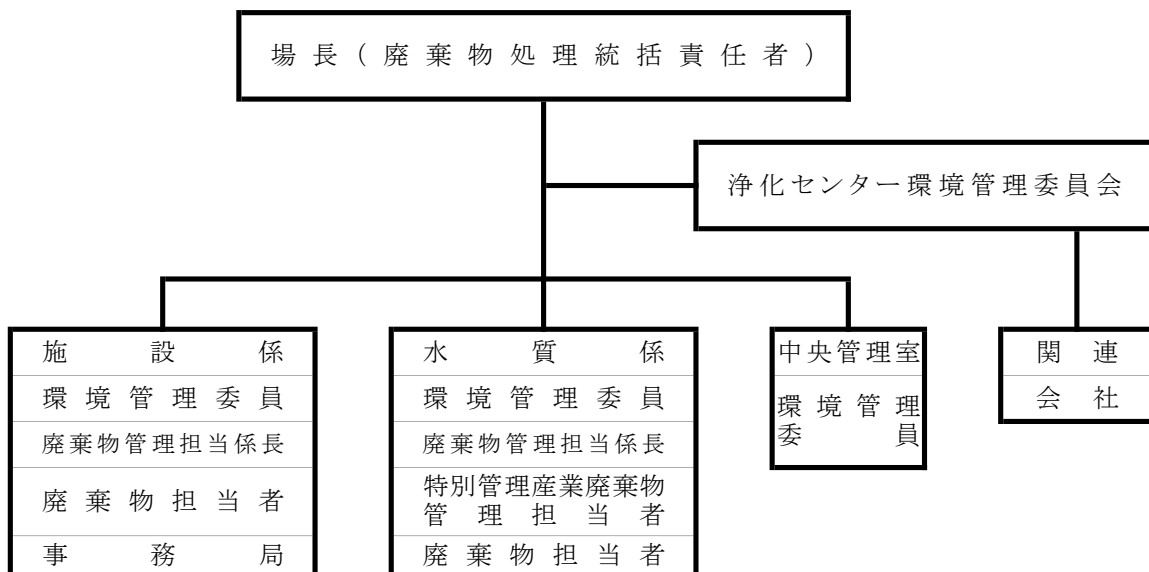 場長(廃棄物処理統括責任者)
浄化センター環境管理委員会
施設係
環境管理委員
廃棄物管理担当係長
廃棄物担当者
事務局
水質係
環境管理委員
廃棄物管理担当係長
特別管理産業廃棄物
管理担当者
廃棄物担当者
中央管理室
環境管理
委員
関連
会社